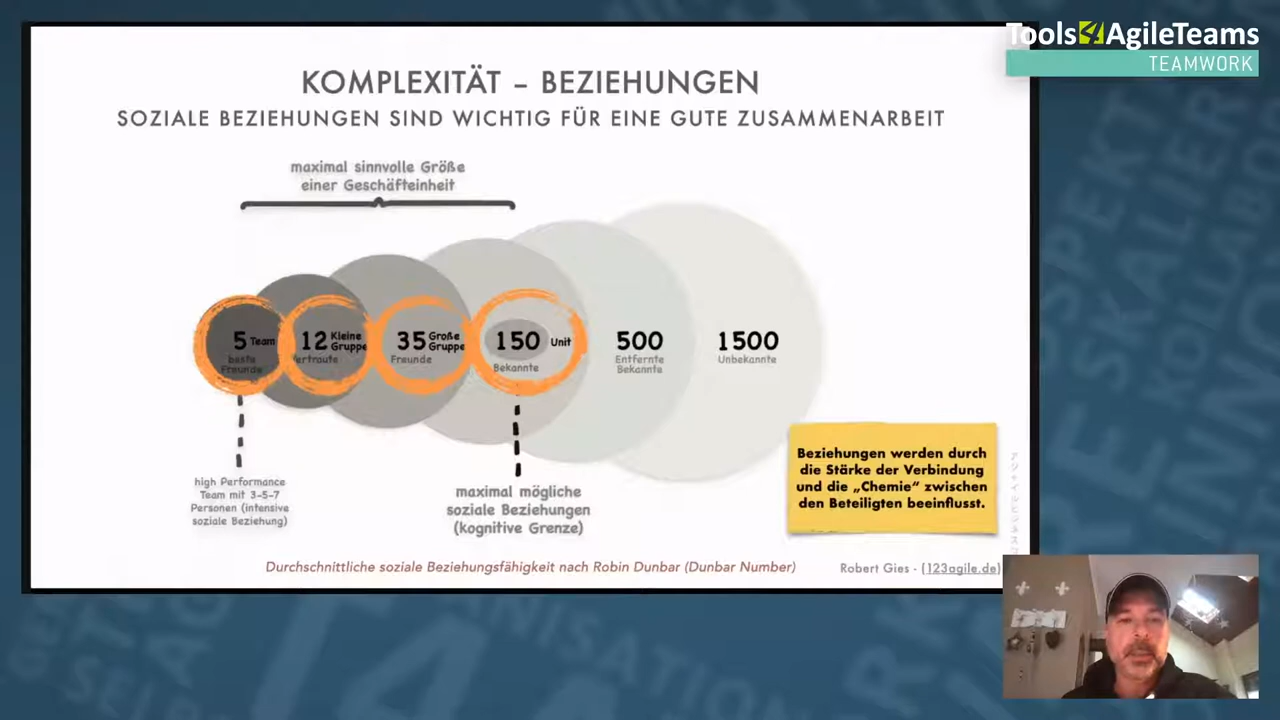 Tools4AgileTeams
TEAMWORK
KOMPLEXITÄT – BEZIEHUNGEN
SOZIALE BEZIEHUNGEN SIND WICHTIG FÜR EINE GUTE ZUSAMMENARBEIT
maximal sinnvolle Größe
einer Geschäfteinheit
5 Team
beste
Freunde
12 Kleine
Gruppe
ertraute
35 Große
Gruppe
Freunde
150 Unit
Bekannte
500
Entfernte
Bekannte
1500
Unbekannte
high Performance
Team mit 3-5-7
Personen (intensive
soziale Beziehung)
maximal mögliche
soziale Beziehungen
(kognitive Grenze)
Beziehungen werden durch
die Stärke der Verbindung
und die „Chemie“ zwischen
den Beteiligten beeinflusst.
Durchschnittliche soziale Beziehungsfähigkeit nach Robin Dunbar (Dunbar Number)
Robert Gies - (123agile.de)